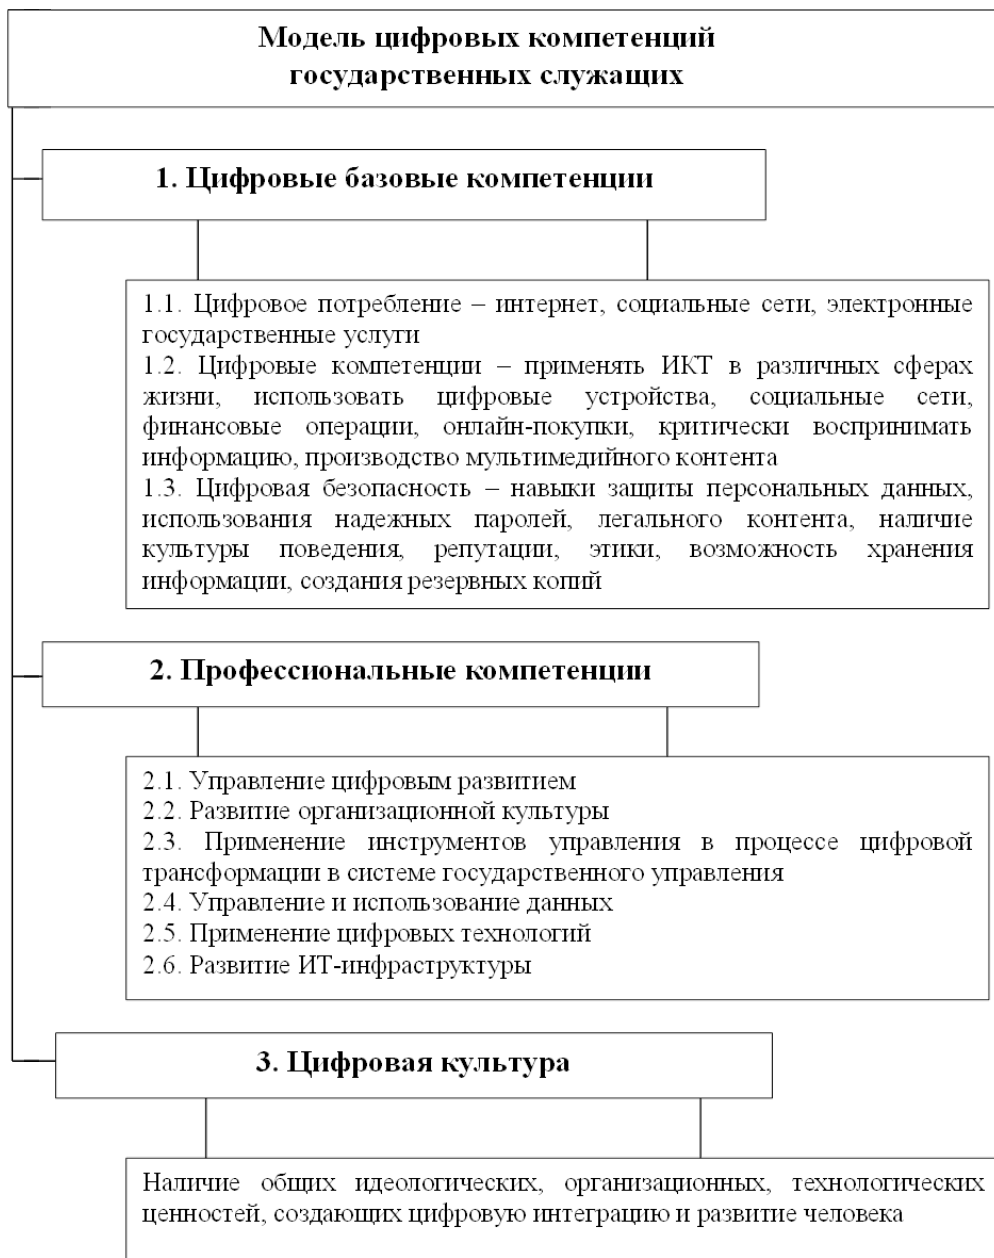 Модель цифровых компетенций
государственных служащих
1. Цифровые базовые компетенции
1.1. Цифровое потребление – интернет, социальные сети, электронные
государственные услуги
1.2. Цифровые компетенции – применять ИКТ в различных сферах
жизни, использовать цифровые устройства, социальные сети,
финансовые операции, онлайн-покупки, критически воспринимать
информацию, производство мультимедийного контента
1.3. Цифровая безопасность – навыки защиты персональных данных,
использования надежных паролей, легального контента, наличие
культуры поведения, репутации, этики, возможность хранения
информации, создания резервных копий
2. Профессиональные компетенции
2.1. Управление цифровым развитием
2.2. Развитие организационной культуры
2.3. Применение инструментов управления в процессе цифровой
трансформации в системе государственного управления
2.4. Управление и использование данных
2.5. Применение цифровых технологий
2.6. Развитие ИТ-инфраструктуры
3. Цифровая культура
Наличие общих идеологических, организационных, технологических
ценностей, создающих цифровую интеграцию и развитие человека